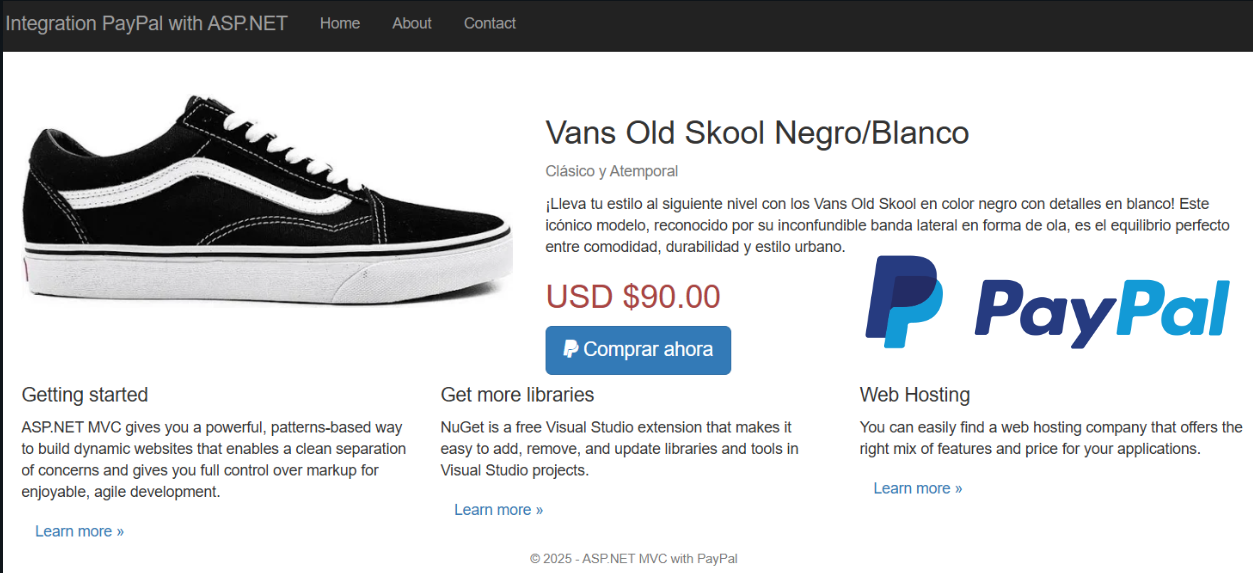 Integration PayPal with ASP.NET Home About Contact
Vans Old Skool Negro/Blanco
Clásico y Atemporal
¡Lleva tu estilo al siguiente nivel con los Vans Old Skool en color negro con detalles en blanco! Este
icónico modelo, reconocido por su inconfundible banda lateral en forma de ola, es el equilibrio perfecto
entre comodidad, durabilidad y estilo urbano.
USD $90.00
PayPal
Comprar ahora
Getting started
ASP.NET MVC gives you a powerful, patterns-based way
to build dynamic websites that enables a clean separation
of concerns and gives you full control over markup for
enjoyable, agile development.
Learn more »
Get more libraries
NuGet is a free Visual Studio extension that makes it
easy to add, remove, and update libraries and tools in
Visual Studio projects.
Learn more »
Web Hosting
You can easily find a web hosting company that offers the
right mix of features and price for your applications.
Learn more »
© 2025 - ASP.NET MVC with PayPal